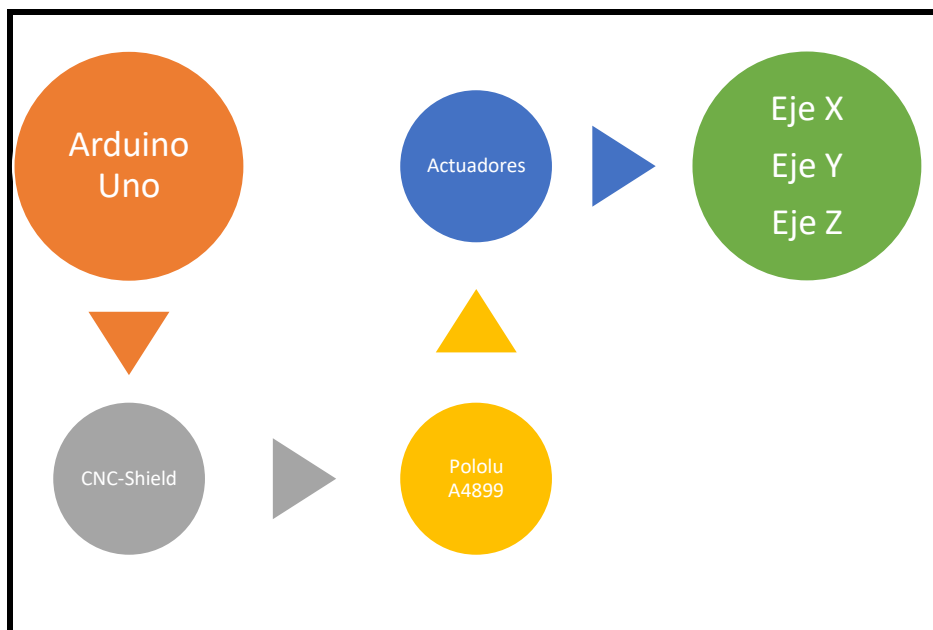 Arduino
Uno
CNC-Shield
Pololu
A4899
Actuadores
Eje X
Eje Y
Eje Z